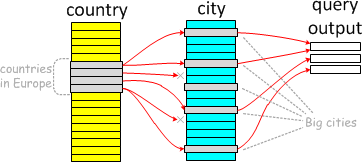 country
city
query
output
countries
in Europe
Big cities